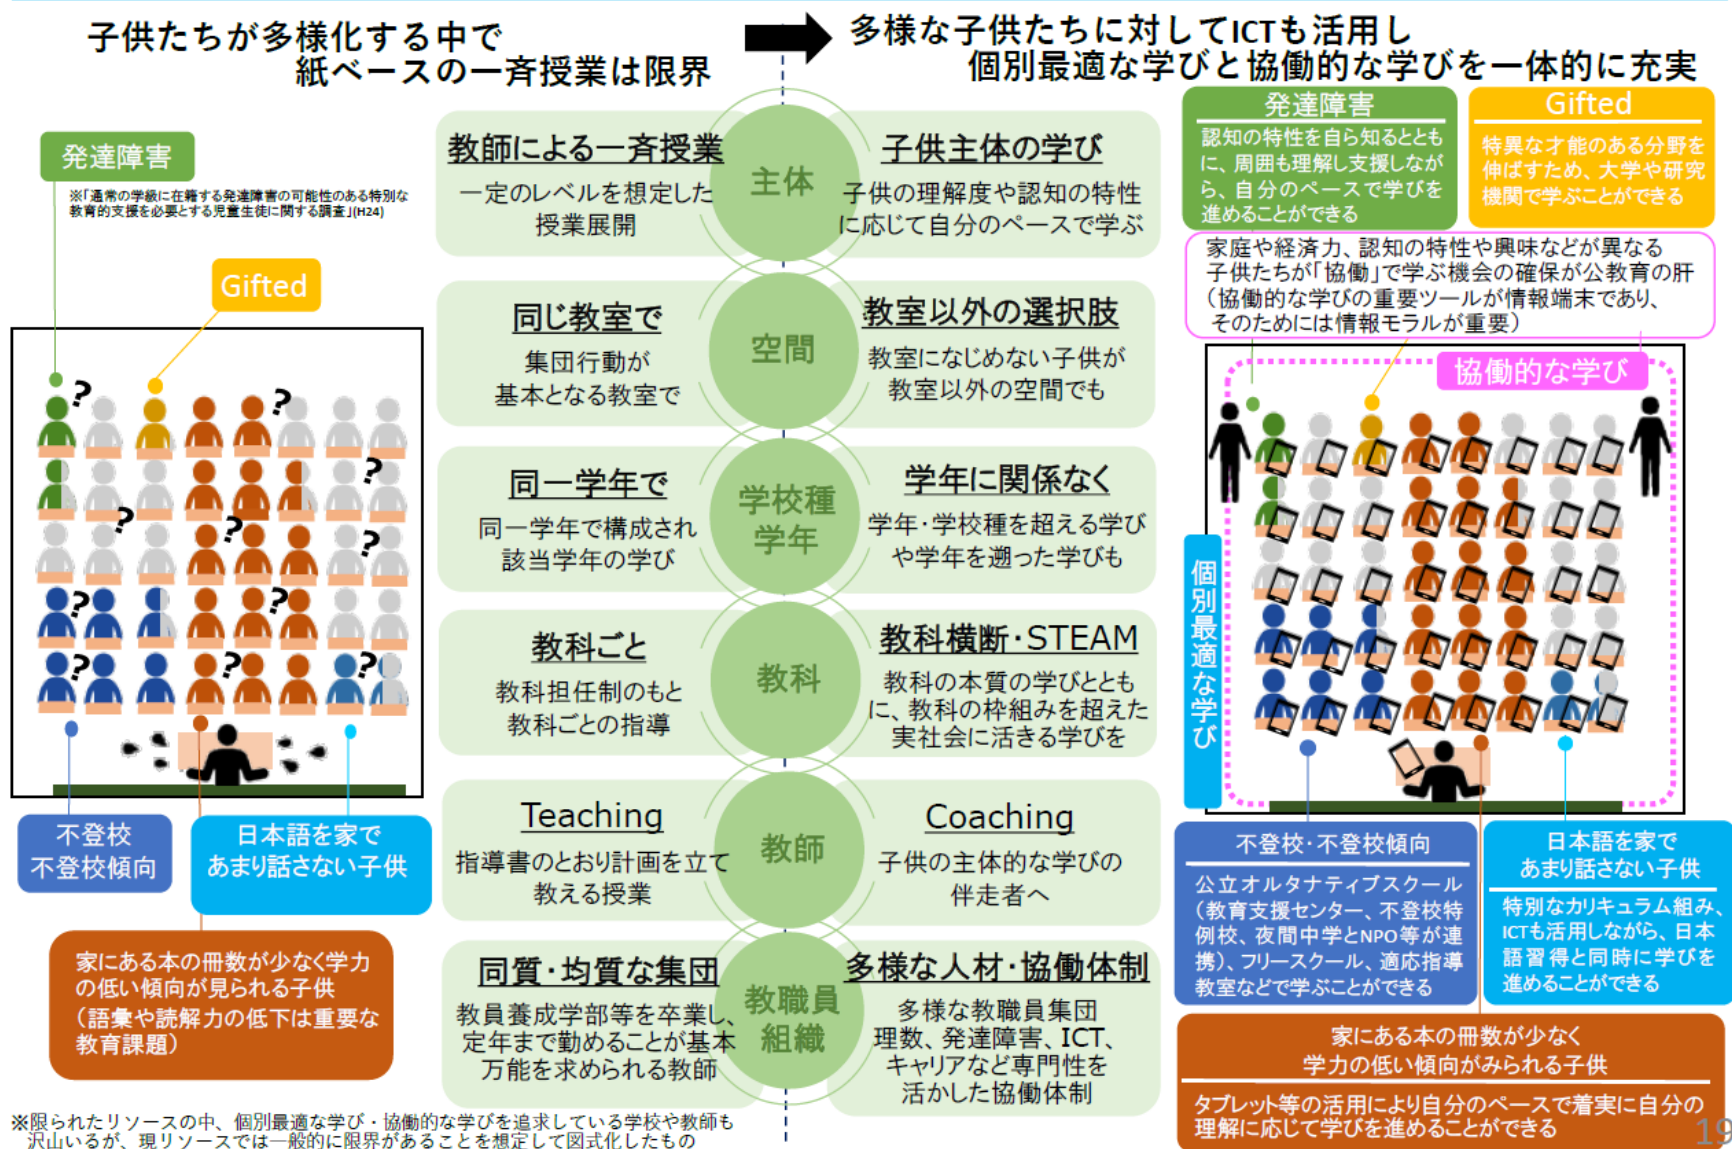 子供たちが多様化する中で
紙ベースの一斉授業は限界
多様な子供たちに対してICTも活用し
個別最適な学びと協働的な学びを一体的に充実
発達障害
※「通常の学級に在籍する発達障害の可能性のある特別な
教育的支援を必要とする児童生徒に関する調査」(H24)
Gifted
?
?
?
?
?
?
?
?
?
?
?
不登校
不登校傾向
日本語を家で
あまり話さない子供
家にある本の冊数が少なく学力
の低い傾向が見られる子供
（語彙や読解力の低下は重要な
教育課題）
教師による一斉授業
一定のレベルを想定した
授業展開
主体
子供主体の学び
子供の理解度や認知の特性
に応じて自分のペースで学ぶ
同じ教室で
集団行動が
基本となる教室で
空間
教室以外の選択肢
教室になじめない子供が
教室以外の空間でも
同一学年で
同一学年で構成され
該当学年の学び
学校種
学年
学年に関係なく
学年・学校種を超える学び
や学年を遡った学びも
教科ごと
教科担任制のもと
教科ごとの指導
教科
教科横断・STEAM
教科の本質の学びととも
に、教科の枠組みを超えた
実社会に活きる学びを
Teaching
指導書のとおり計画を立て
教える授業
教師
Coaching
子供の主体的な学びの
伴走者へ
同質・均質な集団
教員養成学部等を卒業し、
定年まで勤めることが基本
万能を求められる教師
教職員
組織
多様な人材・協働体制
多様な教職員集団
理数、発達障害、ICT、
キャリアなど専門性を
活かした協働体制
発達障害
認知の特性を自ら知るととも
に、周囲も理解し支援しなが
ら、自分のペースで学びを
進めることができる
Gifted
特異な才能のある分野を
伸ばすため、大学や研究
機関で学ぶことができる
家庭や経済力、認知の特性や興味などが異なる
子供たちが「協働」で学ぶ機会の確保が公教育の肝
（協働的な学びの重要ツールが情報端末であり、
そのためには情報モラルが重要）
協働的な学び
個別最適な学び
不登校・不登校傾向
公立オルタナティブスクール
（教育支援センター、不登校特
例校、夜間中学とNPO等が連
携）、フリースクール、適応指導
教室などで学ぶことができる
日本語を家で
あまり話さない子供
特別なカリキュラム組み、
ICTも活用しながら、日本
語習得と同時に学びを
進めることができる
家にある本の冊数が少なく
学力の低い傾向がみられる子供
タブレット等の活用により自分のペースで着実に自分の
理解に応じて学びを進めることができる
※限られたリソースの中、個別最適な学び・協働的な学びを追求している学校や教師も
沢山いるが、現リソースでは一般的に限界があることを想定して図式化したもの
19